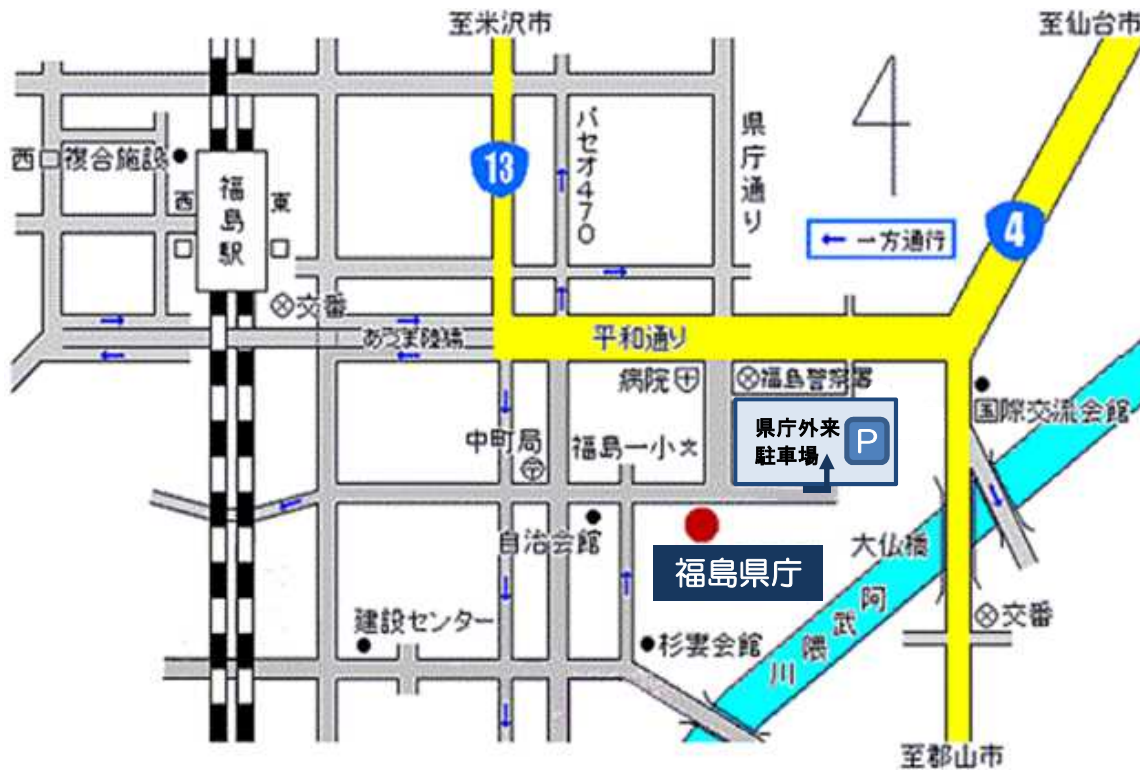 至米沢市
至仙台市
13
パセオ470
県庁通り
西口複合施設
福島駅
西口
東口
4
一方通行
交番
あづま陸橋
平和通り
病院
福島警察署
国際交流会館
県庁外来
駐車場
P
中町局
福島一小
文
自治会館
福島県庁
大仏橋
建設センター
杉妻会館
阿武隈川
交番
至郡山市